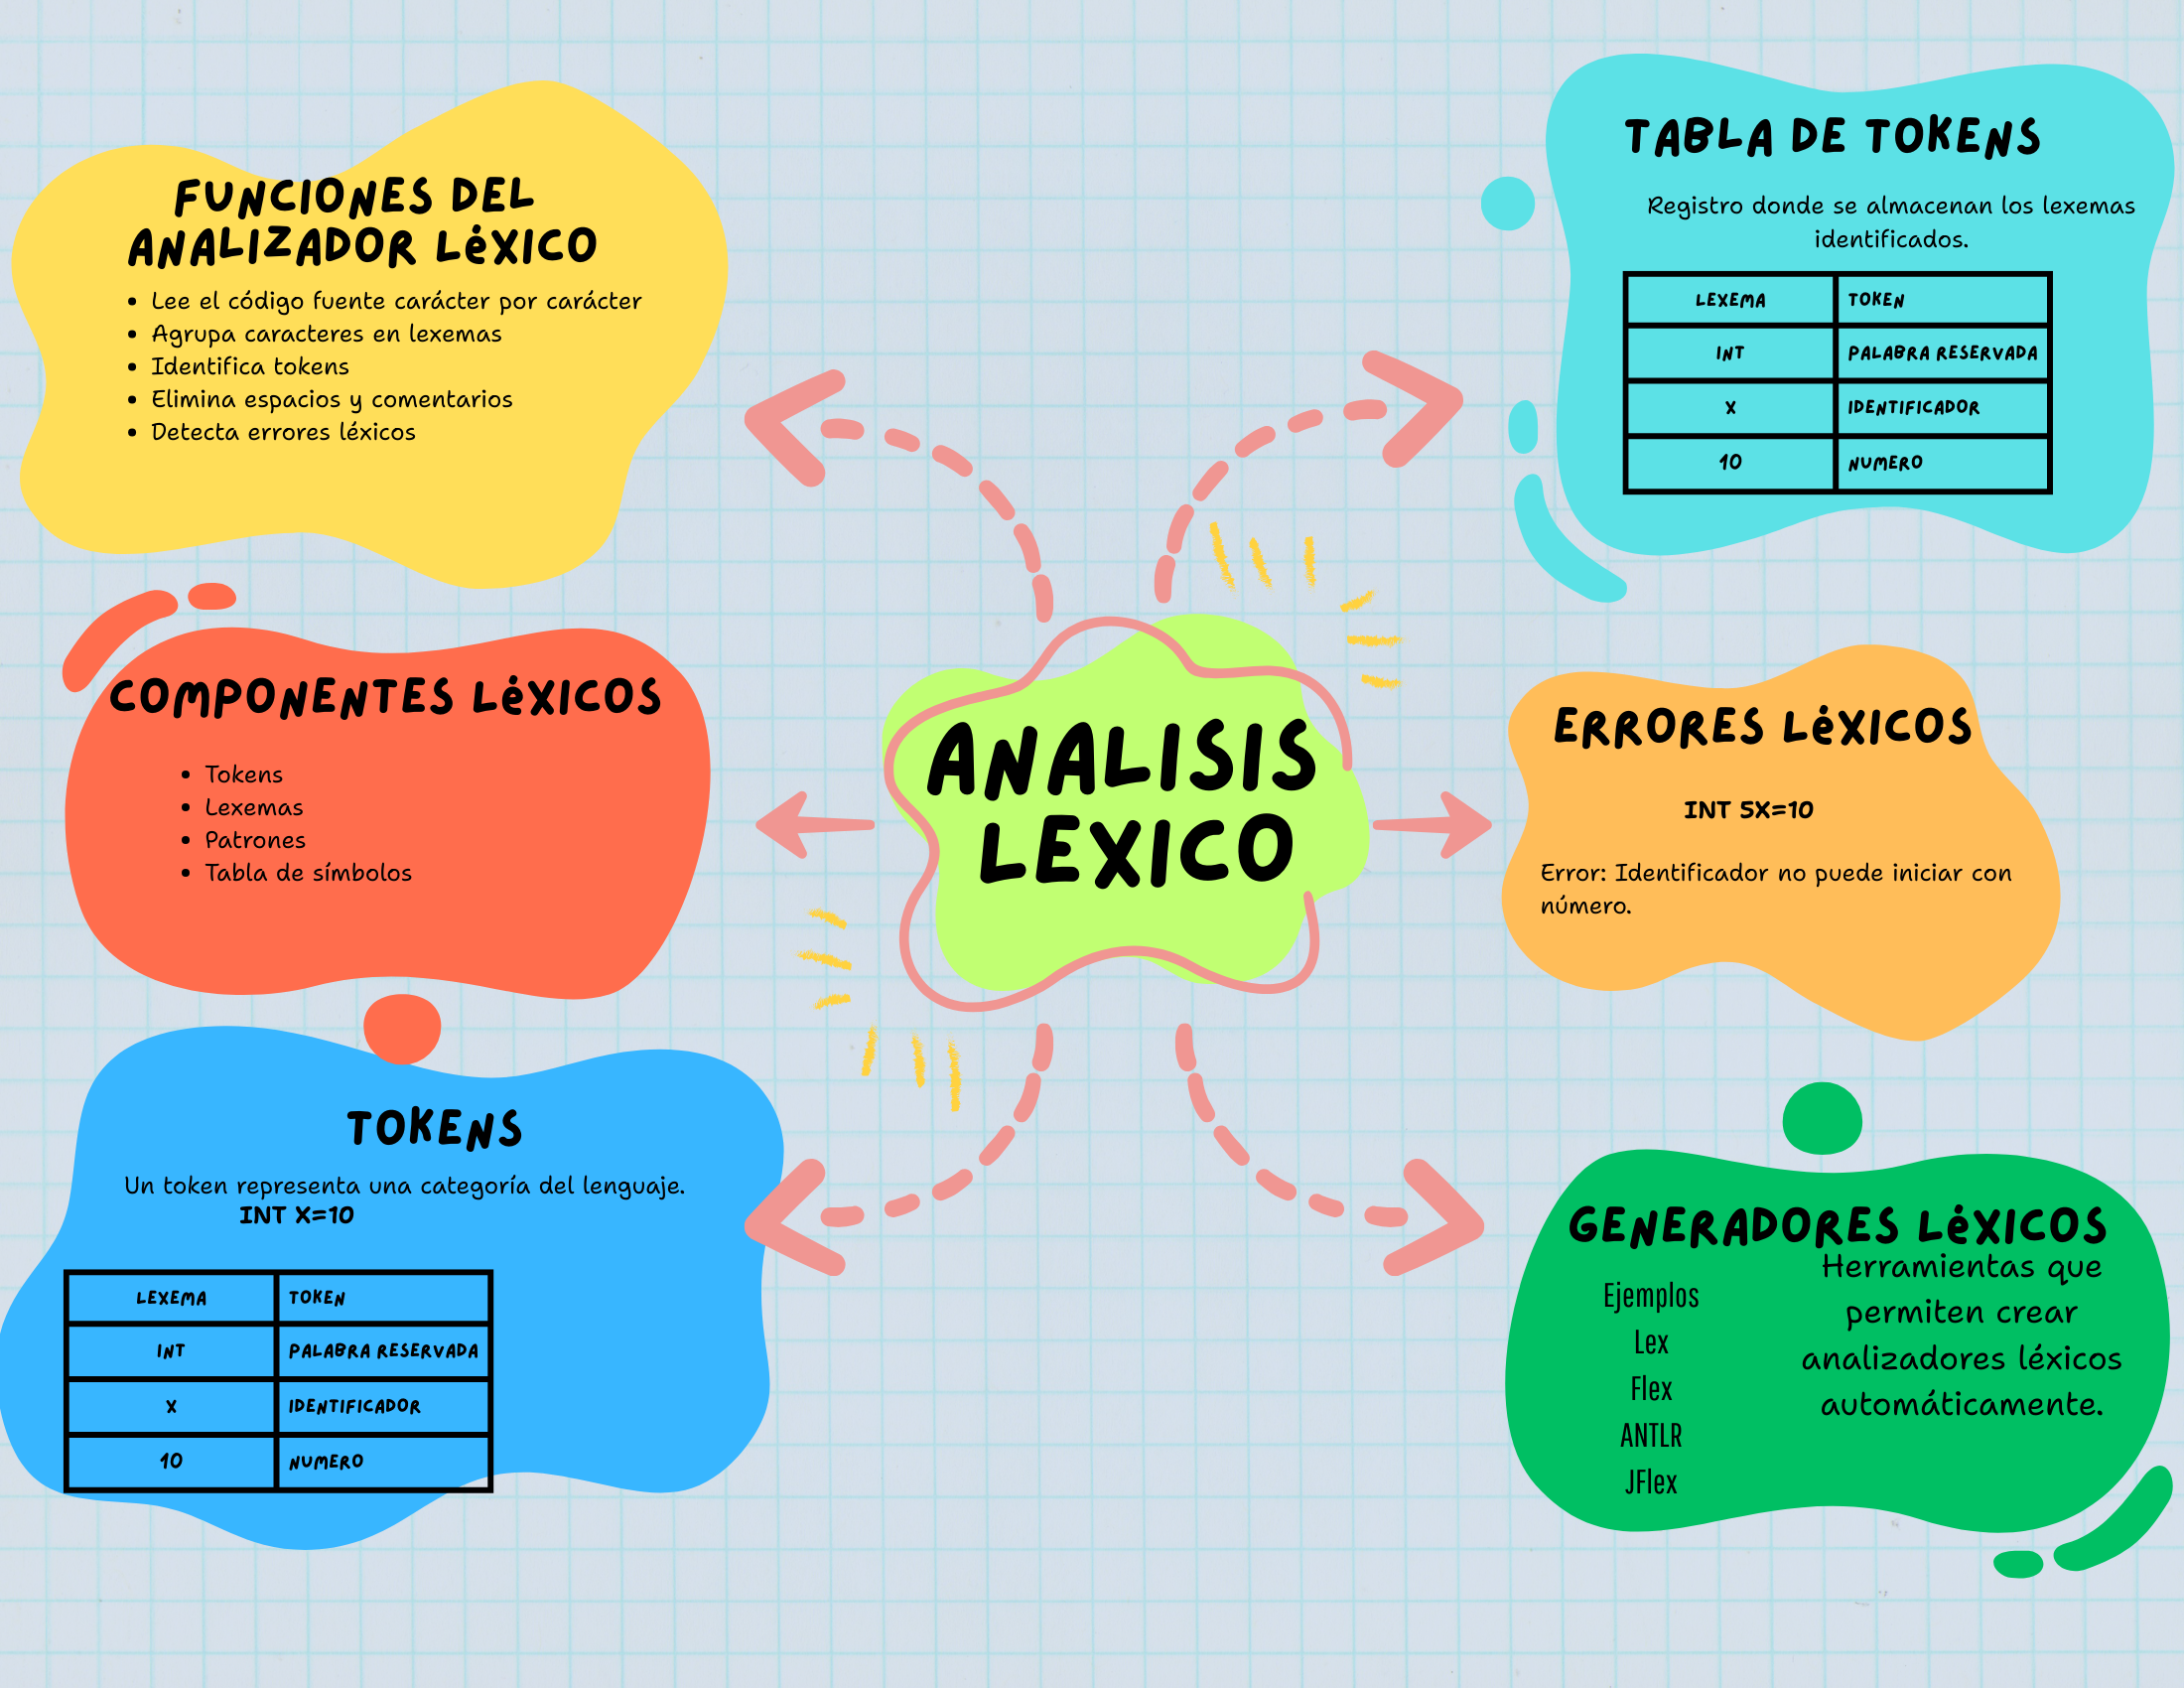 FUNCIONES DEL
ANALIZADOR LéXICO
• Lee el código fuente carácter por carácter
• Agrupa caracteres en lexemas
• Identifica tokens
• Elimina espacios y comentarios
• Detecta errores léxicos
COMPONENTES LéXICOS
• Tokens
• Lexemas
• Patrones
• Tabla de símbolos
TOKENS
Un token representa una categoría del lenguaje.
INT X=10
LEXEMA TOKEN
INT PALABRA RESERVADA
X IDENTIFICADOR
10 NUMERO
ANALISIS
LEXICO
TABLA DE TOKENS
Registro donde se almacenan los lexemas
identificados.
LEXEMA TOKEN
INT PALABRA RESERVADA
X IDENTIFICADOR
10 NUMERO
ERRORES LéXICOS
INT 5X=10
Error: Identificador no puede iniciar con
número.
GENERADORES LéXICOS
Ejemplos
Lex
Flex
ANTLR
JFlex
Herramientas que
permiten crear
analizadores léxicos
automáticamente.